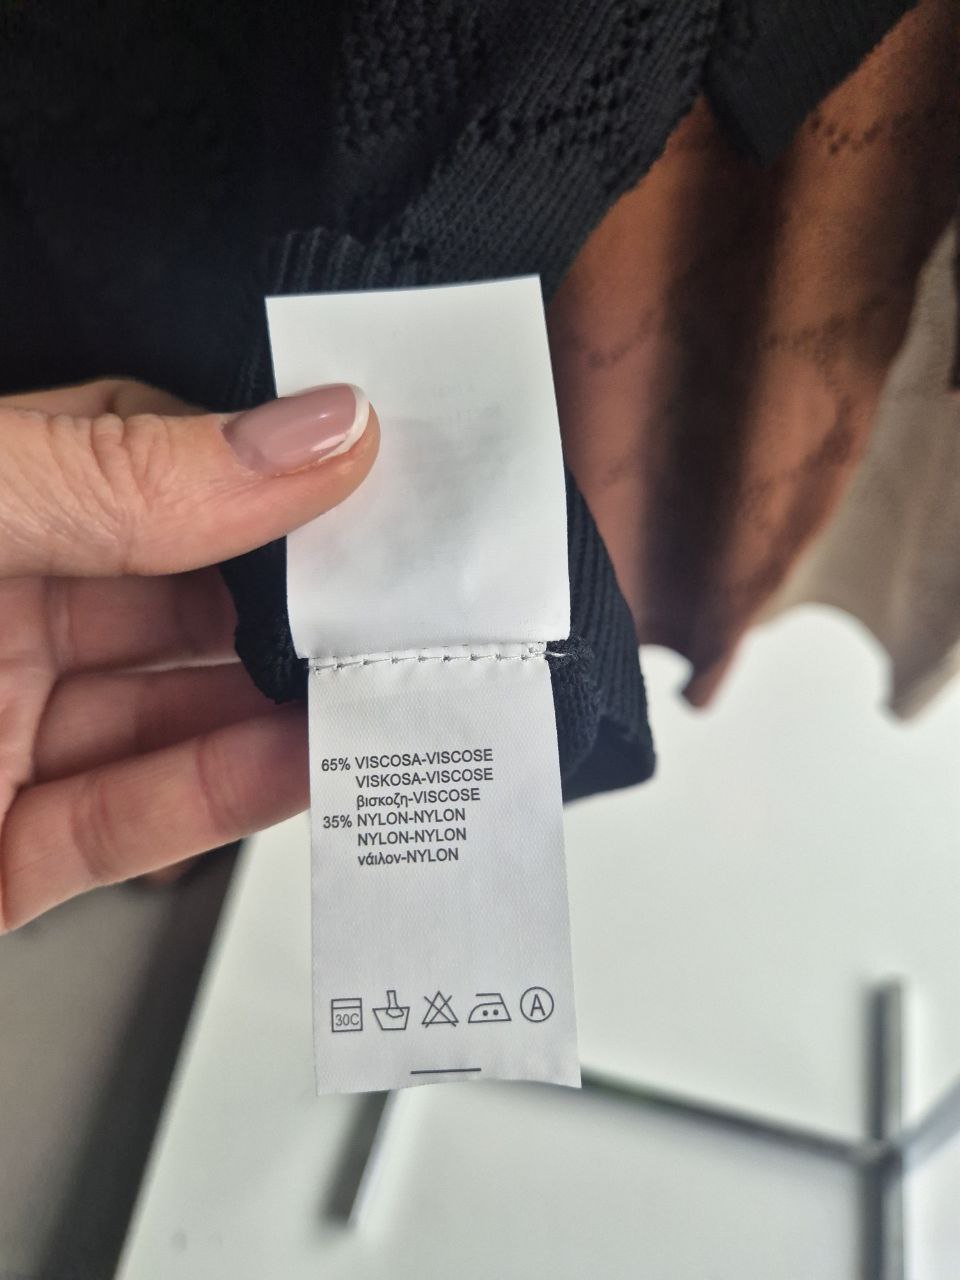 65% VISCOSA-VISCOSE
VISKOSA-VISCOSE
βισκοζη-VISCOSE
35% NYLON-NYLON
NYLON-NYLON
νάιλον-NYLON
30C
A